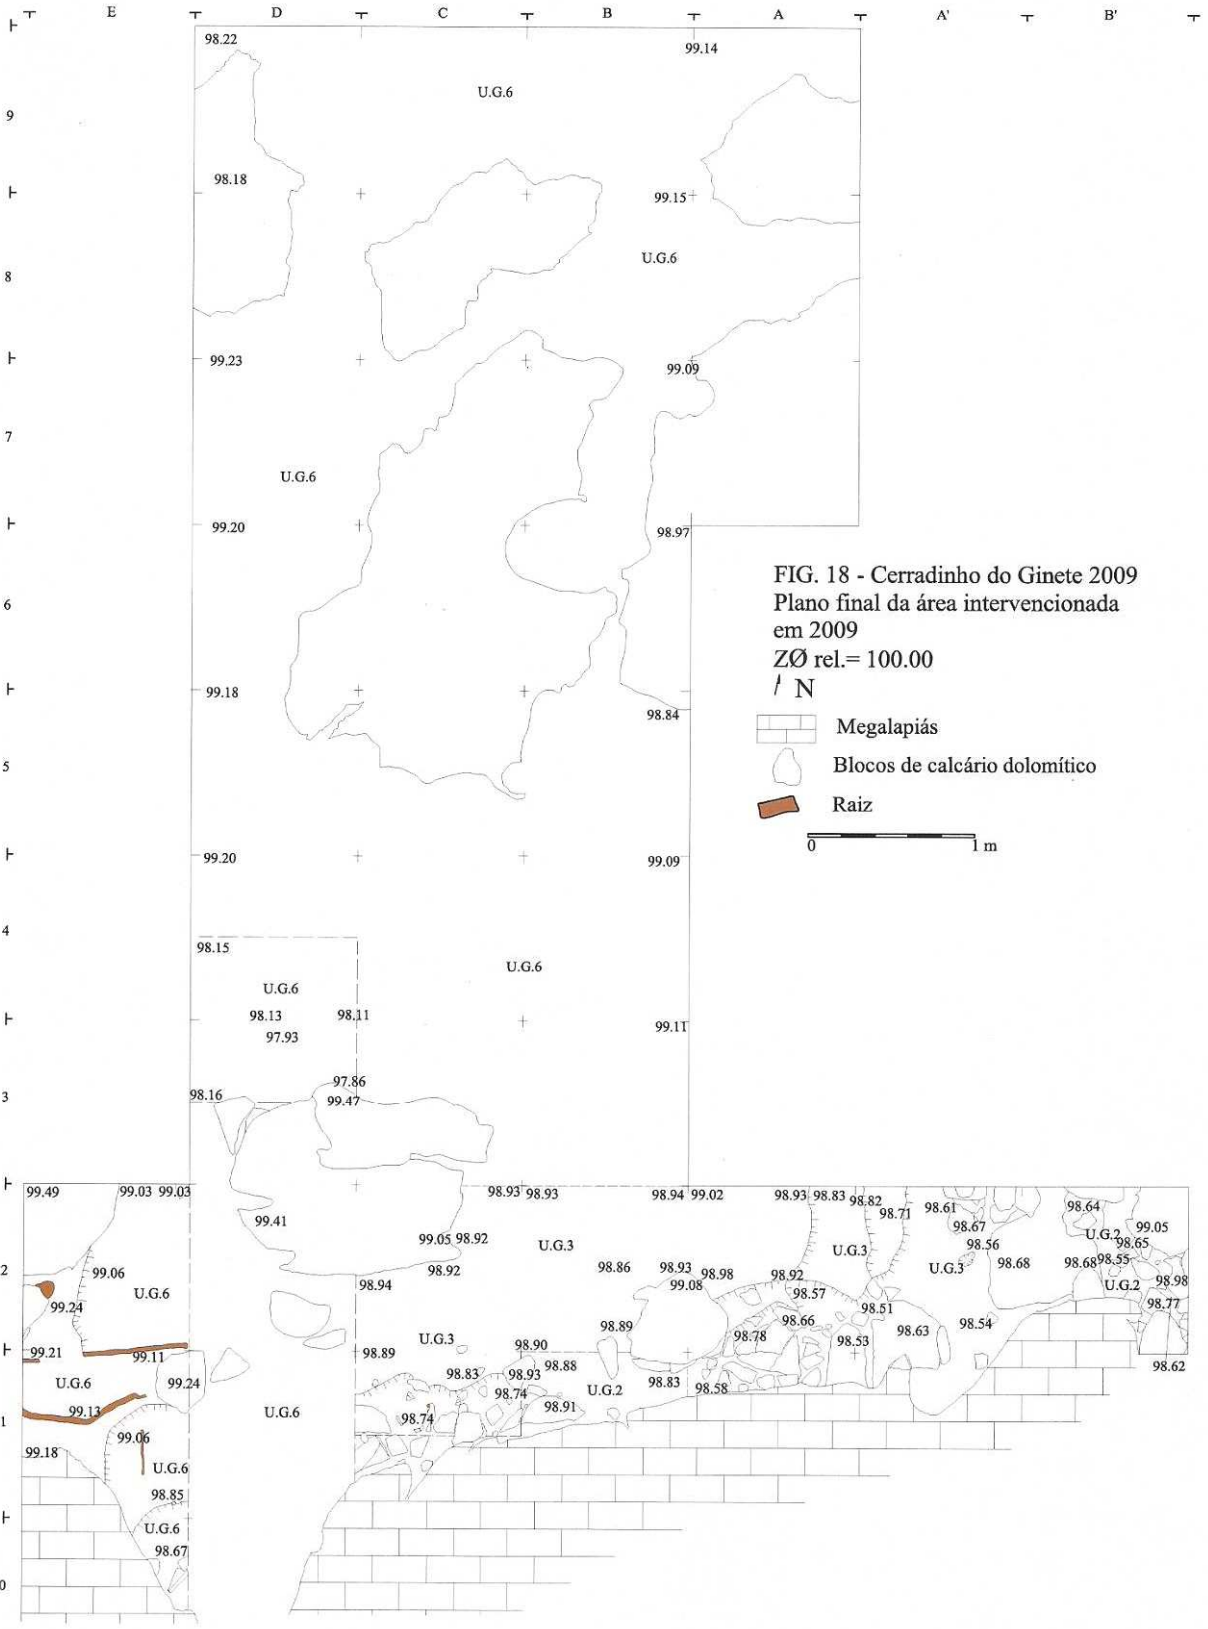 D C B A A' B'
98.22 99.14
U.G.6
9
98.18 99.15
U.G.6
8
99.23 99.09
7
U.G.6
99.20 98.97
FIG. 18 - Cerradinho do Ginete 2009
Plano final da área intervencionada
em 2009
ZØ rel.= 100.00
N
Megalapiás
Blocos de calcário dolomítico
Raiz
0 1 m
6
99.18 98.84
5
99.20 99.09
4
98.15 U.G.6
U.G.6
98.13 98.11
97.93 99.11
97.86
98.16 99.47
3
E
99.49 99.03 99.03 98.93 98.93 98.94 99.02 98.93 98.83 98.82 98.71 98.61 98.64
99.41 98.67 99.05
99.05 98.92 U.G.3 U.G.3 98.56 U.G.2 98.65
99.06 98.92 98.86 98.93 98.98 98.92 U.G.3 98.68 98.68 98.55 98.98
2
U.G.6 98.94 99.08 98.57 U.G.2
99.24 98.51 98.77
98.89 98.66 98.54
U.G.3 98.90 98.78 98.53 98.63
99.21 99.11 98.89 98.88 98.62
U.G.6 99.24 98.83 98.93 98.83 98.58
98.74 U.G.2
99.13 U.G.6 98.74 98.91
1
99.06
99.18 U.G.6
98.85
U.G.6
98.67
0